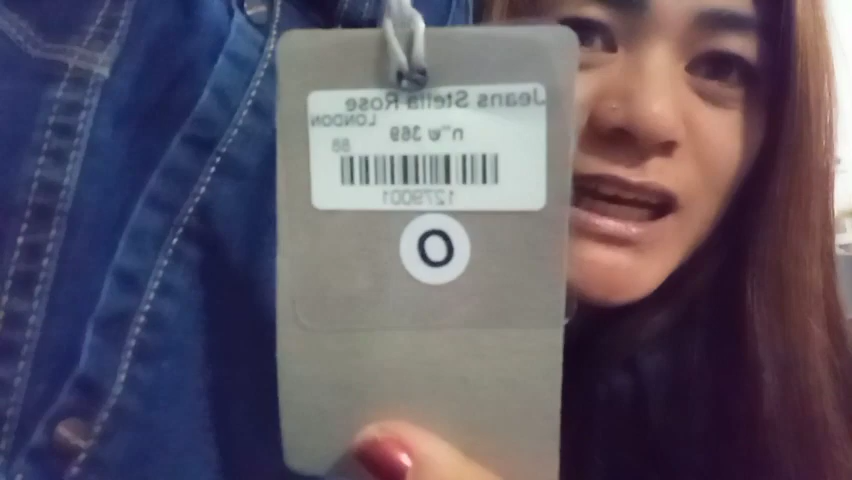 Jeans Stella Rose
LONDON
369 ש"ח
88
1279001
O